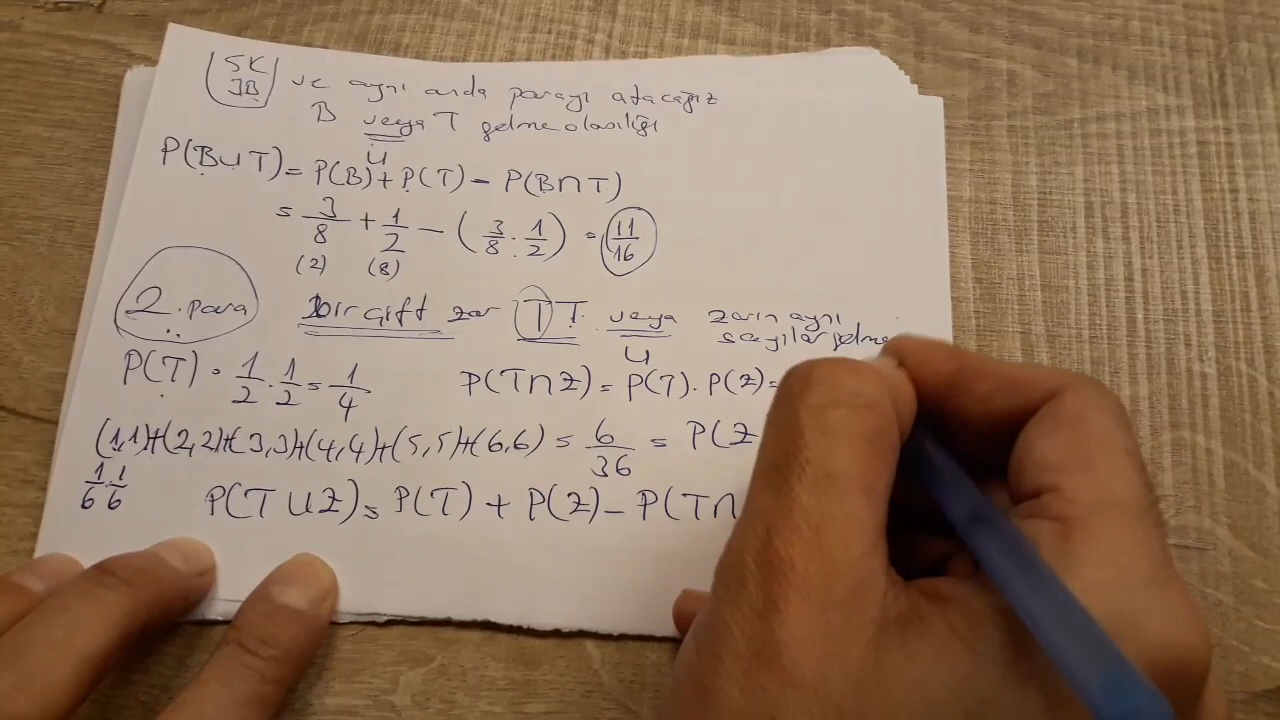 5K ve aynı anda parayı atacağız
3B B veya T gelme olasılığı
U
P(B∪T) = P(B) + P(T) − P(B∩T)
= 3/8 + 1/2 − (3/8 · 1/2) = 11/16
(2) (8)
2. para bir çift zar T T. veya zarın aynı
sayılar gelme
U
P(T) = 1/2 · 1/2 = 1/4 P(T∩Z) = P(T) · P(Z) =
(1,1)+(2,2)+(3,3)+(4,4)+(5,5)+(6,6) = 6/36 = P(Z
1/6 · 1/6
P(T∪Z) = P(T) + P(Z) − P(T∩